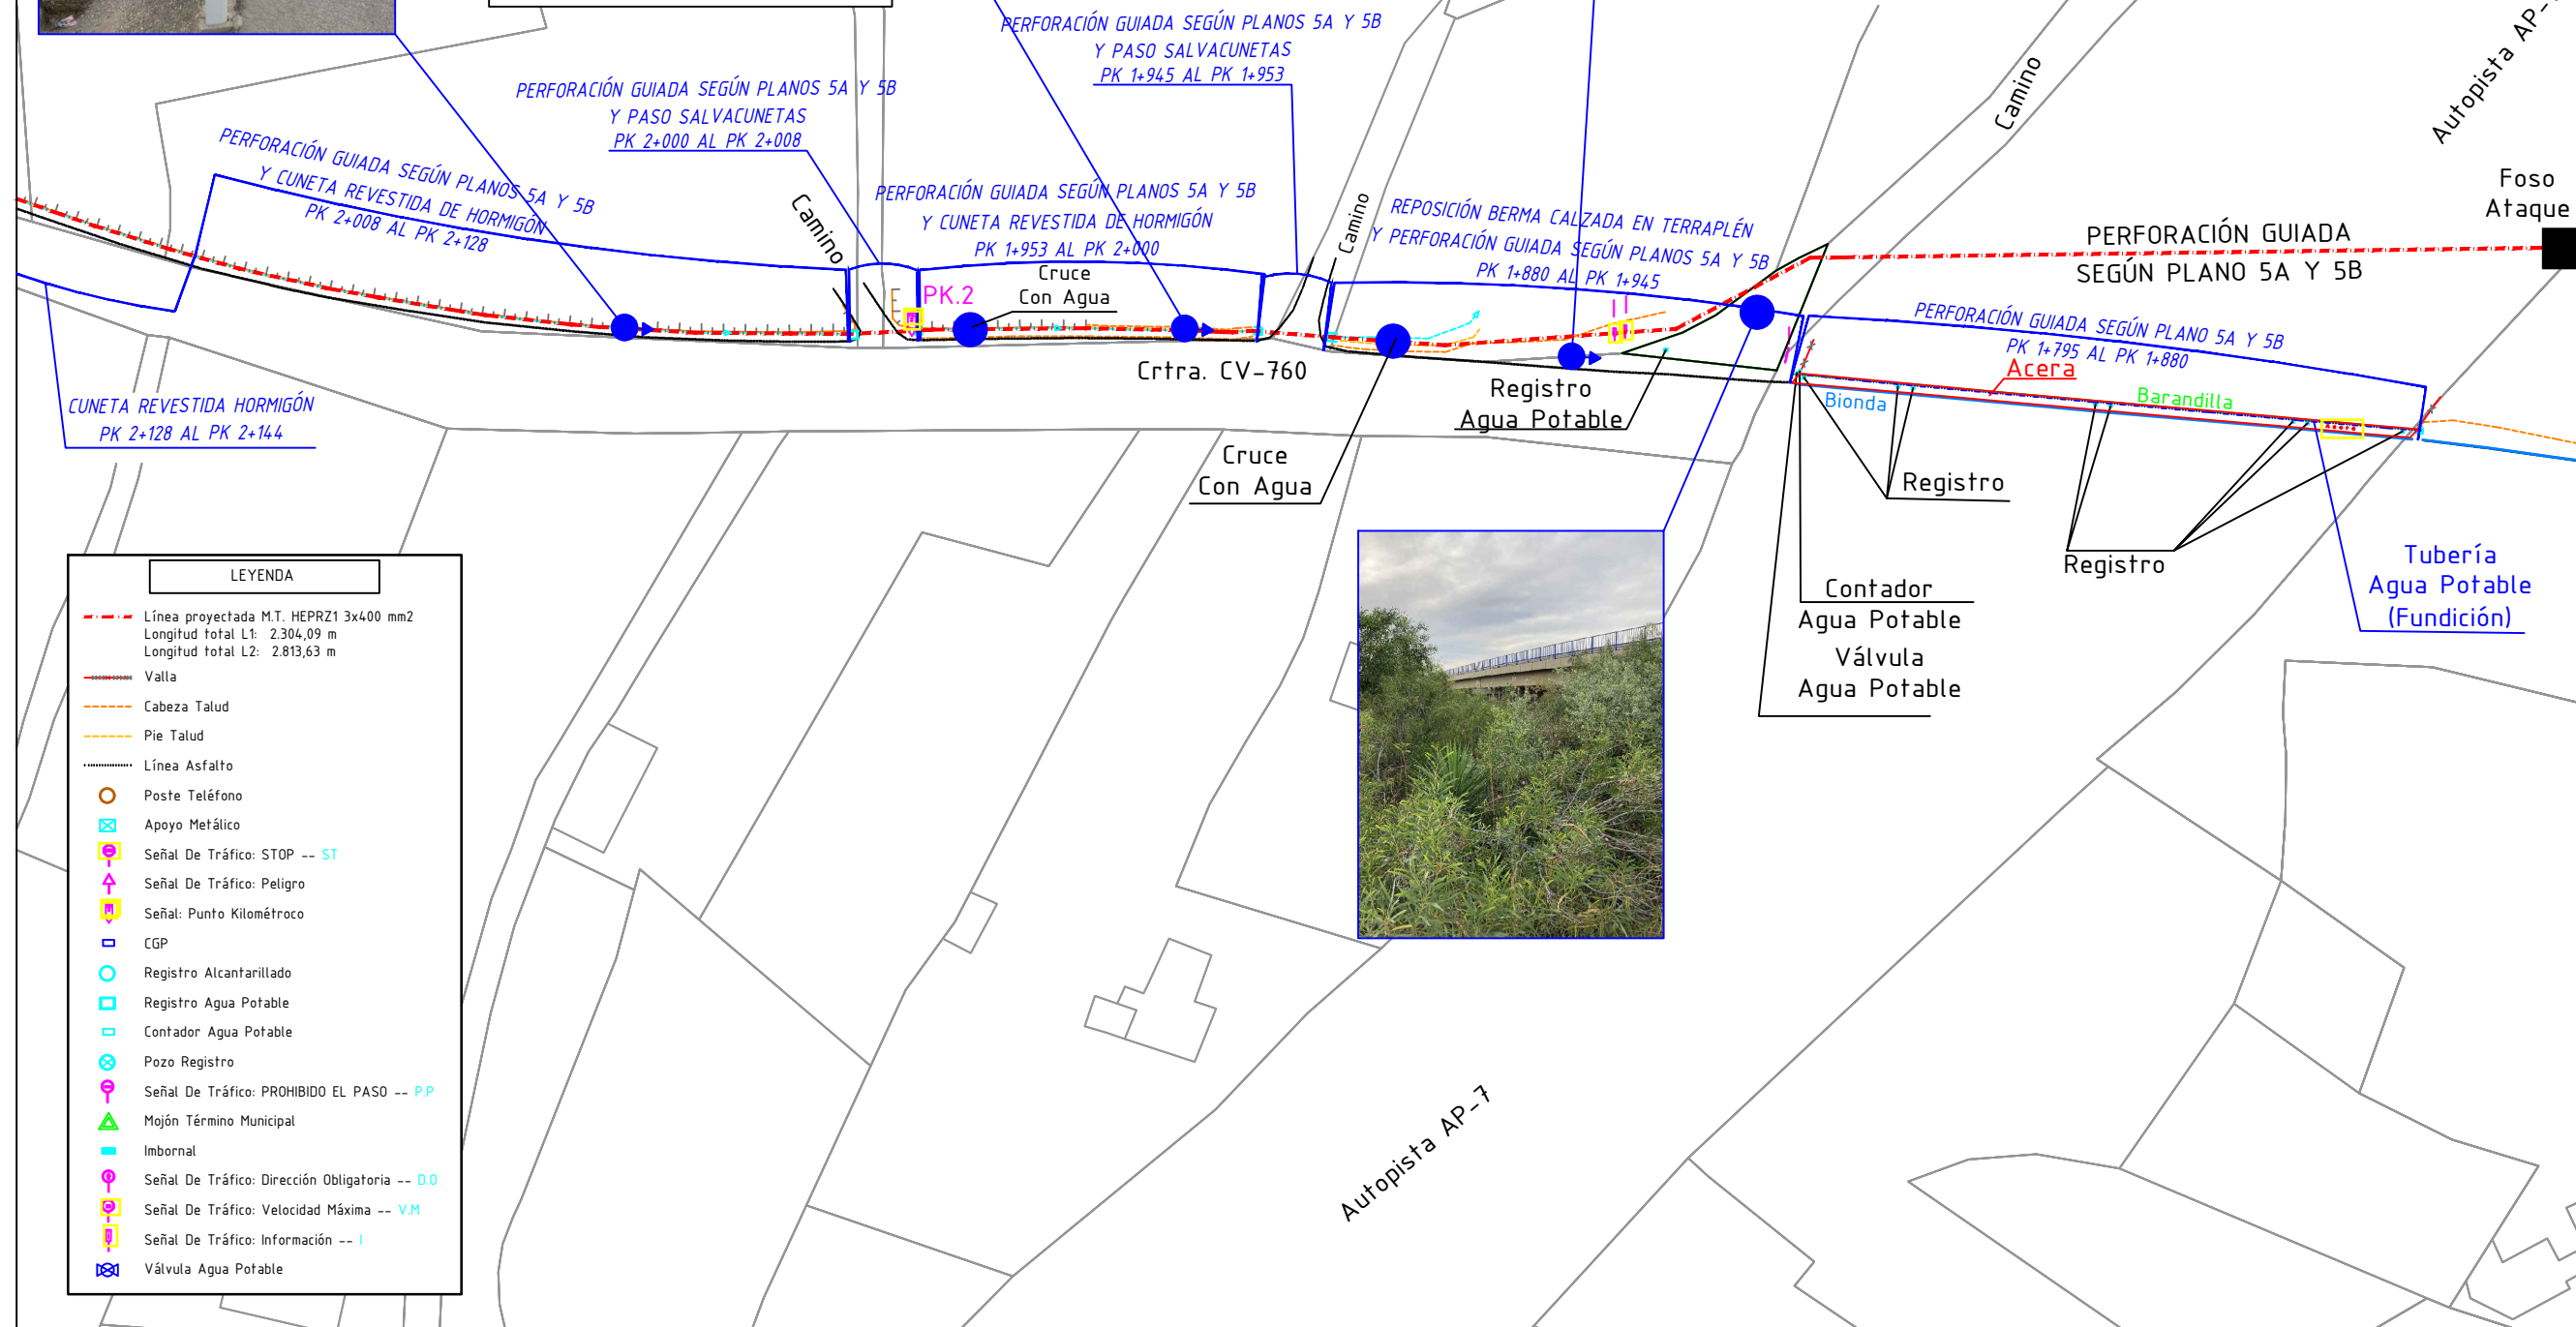 PERFORACIÓN GUIADA SEGÚN PLANOS 5A Y 5B
Y PASO SALVACUNETAS
PK 1+945 AL PK 1+953
PERFORACIÓN GUIADA SEGÚN PLANOS 5A Y 5B
Y PASO SALVACUNETAS
PK 2+000 AL PK 2+008
PERFORACIÓN GUIADA SEGÚN PLANOS 5A Y 5B
Y CUNETA REVESTIDA DE HORMIGÓN
PK 2+008 AL PK 2+128
Camino
PERFORACIÓN GUIADA SEGÚN PLANOS 5A Y 5B
Y CUNETA REVESTIDA DE HORMIGÓN
PK 1+953 AL PK 2+000
Cruce
Con Agua
PK.2
Camino
REPOSICIÓN BERMA CALZADA EN TERRAPLÉN
Y PERFORACIÓN GUIADA SEGÚN PLANOS 5A Y 5B
PK 1+880 AL PK 1+945
Camino
Autopista AP-
Foso
Ataque
PERFORACIÓN GUIADA
SEGÚN PLANO 5A Y 5B
PERFORACIÓN GUIADA SEGÚN PLANO 5A Y 5B
PK 1+795 AL PK 1+880
Acera
Bionda
Barandilla
Crtra. CV-760
Registro
Agua Potable
Cruce
Con Agua
CUNETA REVESTIDA HORMIGÓN
PK 2+128 AL PK 2+144
Registro
Registro
Contador
Agua Potable
Válvula
Agua Potable
Tubería
Agua Potable
(Fundición)
Autopista AP-7
LEYENDA
Línea proyectada M.T. HEPRZ1 3x400 mm2
Longitud total L1: 2.304,09 m
Longitud total L2: 2.813,63 m
Valla
Cabeza Talud
Pie Talud
Línea Asfalto
Poste Teléfono
Apoyo Metálico
Señal De Tráfico: STOP -- ST
Señal De Tráfico: Peligro
Señal: Punto Kilométroco
CGP
Registro Alcantarillado
Registro Agua Potable
Contador Agua Potable
Pozo Registro
Señal De Tráfico: PROHIBIDO EL PASO -- P.P
Mojón Término Municipal
Imbornal
Señal De Tráfico: Dirección Obligatoria -- D.O
Señal De Tráfico: Velocidad Máxima -- V.M
Señal De Tráfico: Información -- I
Válvula Agua Potable